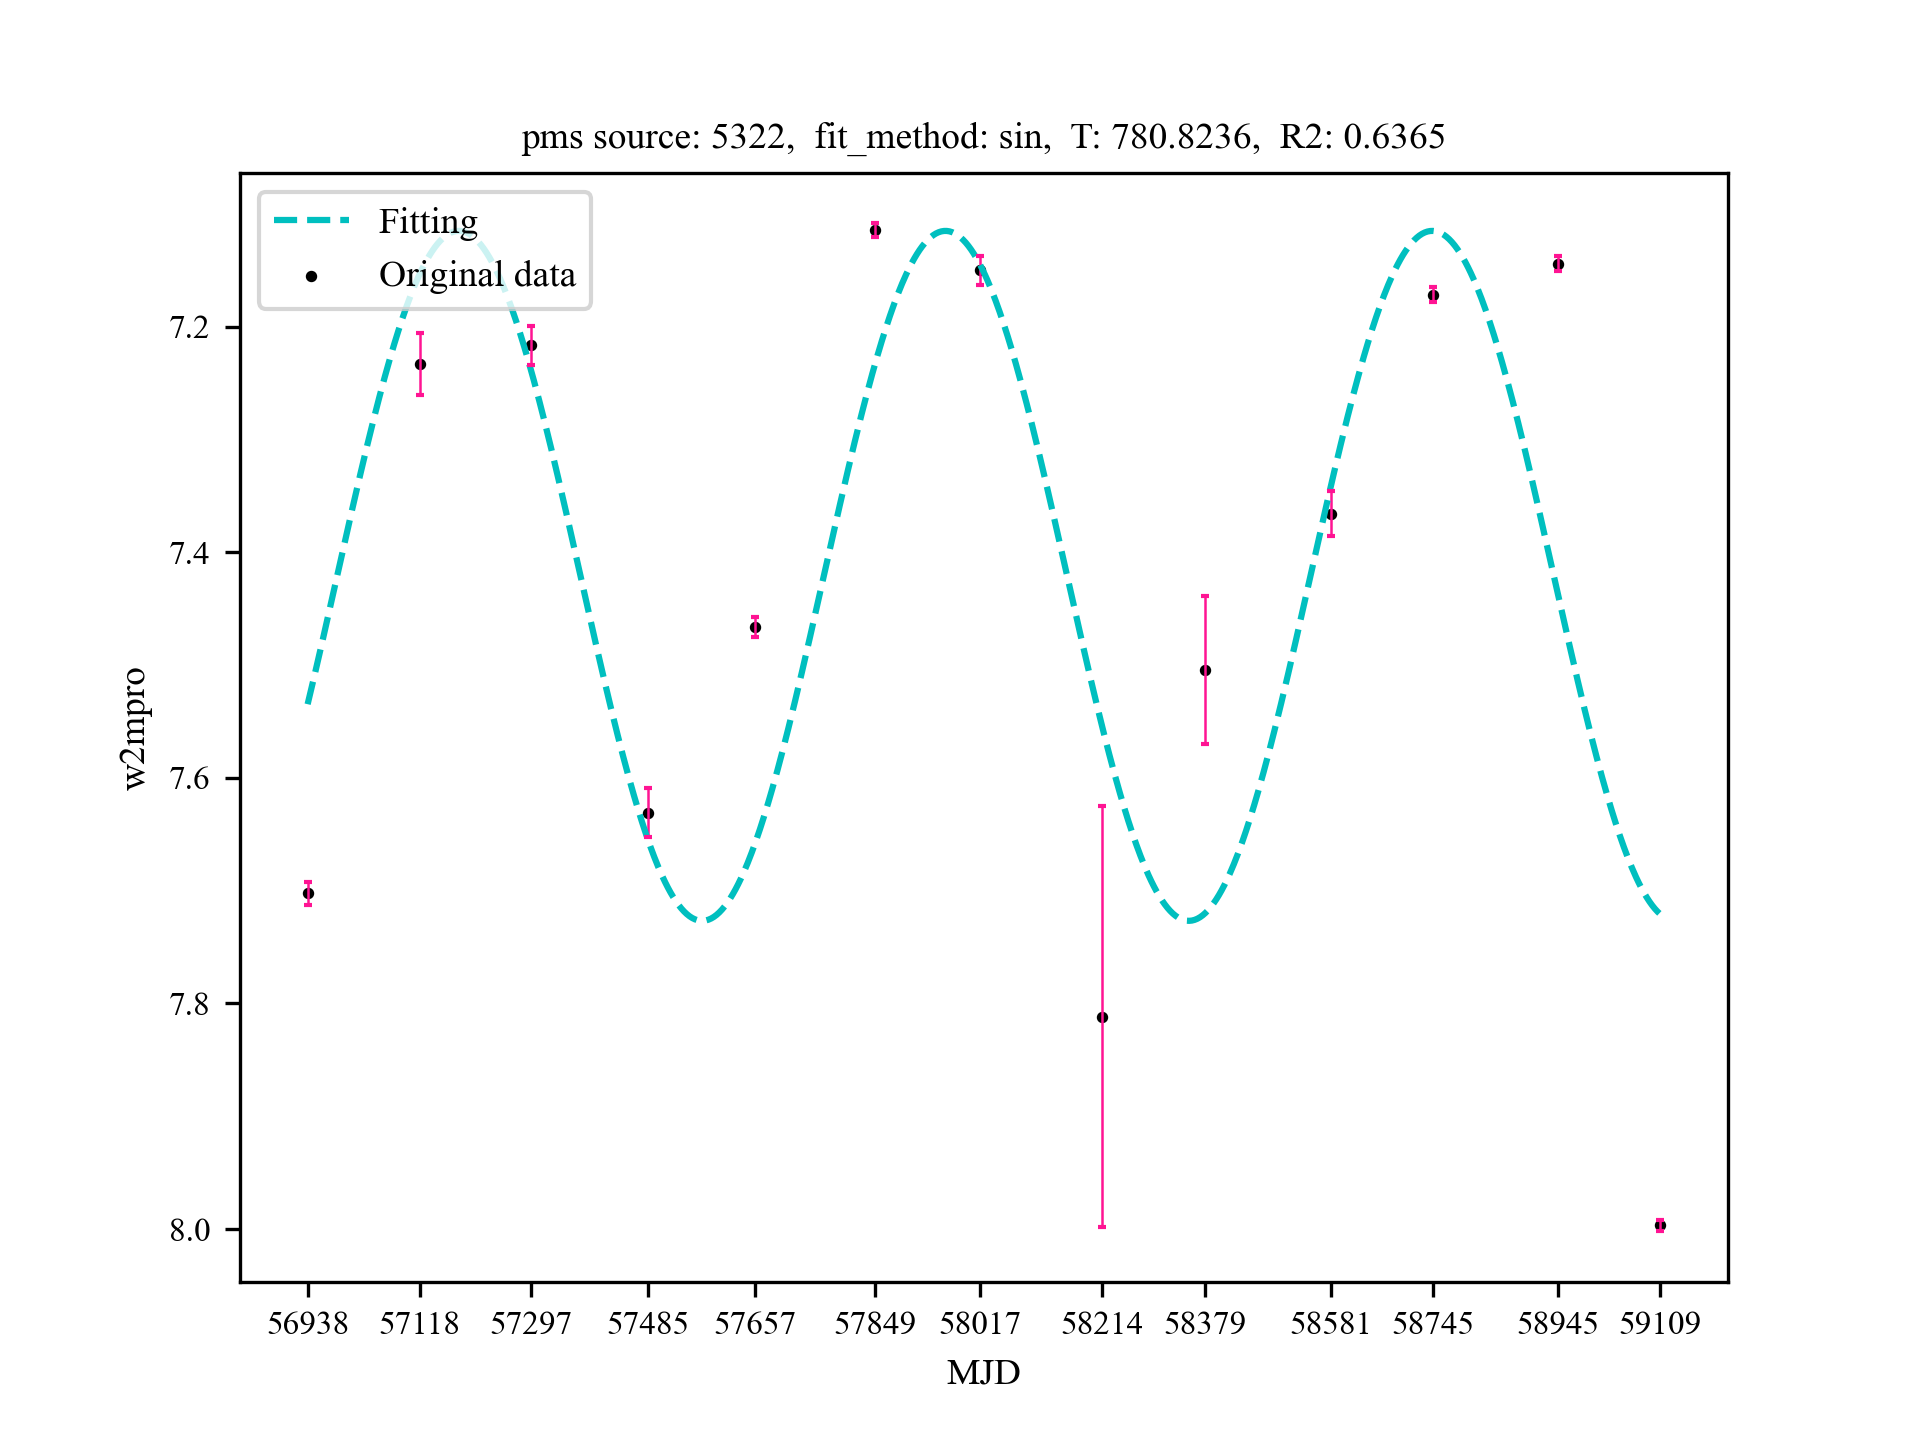 pms source: 5322,  fit_method: sin,  T: 780.8236,  R2: 0.6365
Fitting
Original data
7.2
7.4
7.6
7.8
8.0
w2mpro
56938 57118 57297 57485 57657 57849 58017 58214 58379 58581 58745 58945 59109
MJD